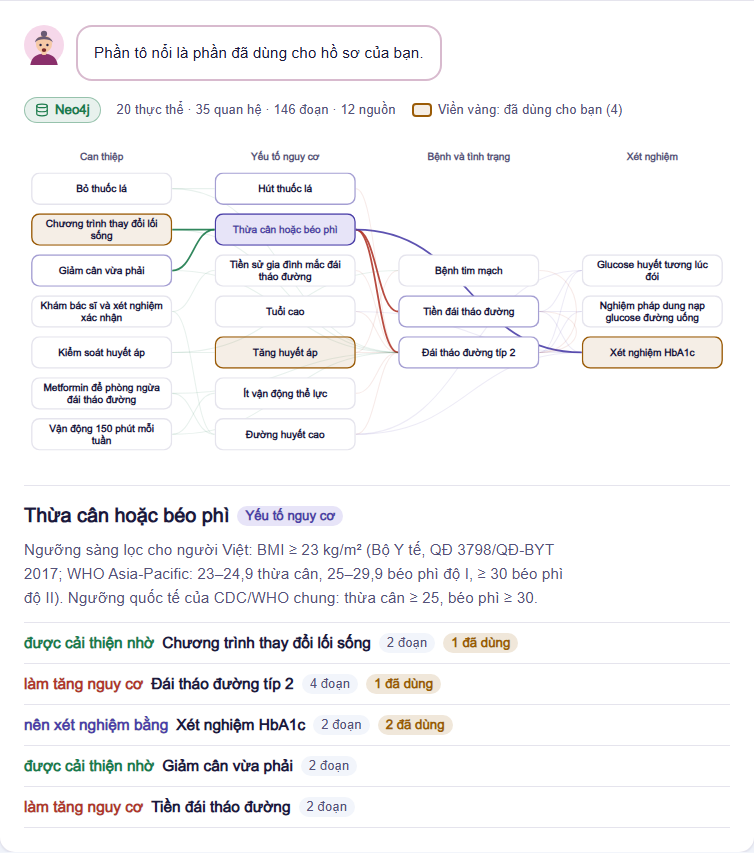 Phần tô nổi là phần đã dùng cho hồ sơ của bạn.
Neo4j
20 thực thể · 35 quan hệ · 146 đoạn · 12 nguồn
Viền vàng: đã dùng cho bạn (4)
Can thiệp
Yếu tố nguy cơ
Bệnh và tình trạng
Xét nghiệm
Bỏ thuốc lá
Chương trình thay đổi lối
sống
Giảm cân vừa phải
Khám bác sĩ và xét nghiệm
xác nhận
Kiểm soát huyết áp
Metformin để phòng ngừa
đái tháo đường
Vận động 150 phút mỗi
tuần
Hút thuốc lá
Thừa cân hoặc béo phì
Tiền sử gia đình mắc đái
tháo đường
Tuổi cao
Tăng huyết áp
Ít vận động thể lực
Đường huyết cao
Bệnh tim mạch
Tiền đái tháo đường
Đái tháo đường típ 2
Glucose huyết tương lúc
đói
Nghiệm pháp dung nạp
glucose đường uống
Xét nghiệm HbA1c
Thừa cân hoặc béo phì Yếu tố nguy cơ
Ngưỡng sàng lọc cho người Việt: BMI ≥ 23 kg/m² (Bộ Y tế, QĐ 3798/QĐ-BYT
2017; WHO Asia-Pacific: 23–24,9 thừa cân, 25–29,9 béo phì độ I, ≥ 30 béo phì
độ II). Ngưỡng quốc tế của CDC/WHO chung: thừa cân ≥ 25, béo phì ≥ 30.
được cải thiện nhờ Chương trình thay đổi lối sống 2 đoạn 1 đã dùng
làm tăng nguy cơ Đái tháo đường típ 2 4 đoạn 1 đã dùng
nên xét nghiệm bằng Xét nghiệm HbA1c 2 đoạn 2 đã dùng
được cải thiện nhờ Giảm cân vừa phải 2 đoạn
làm tăng nguy cơ Tiền đái tháo đường 2 đoạn